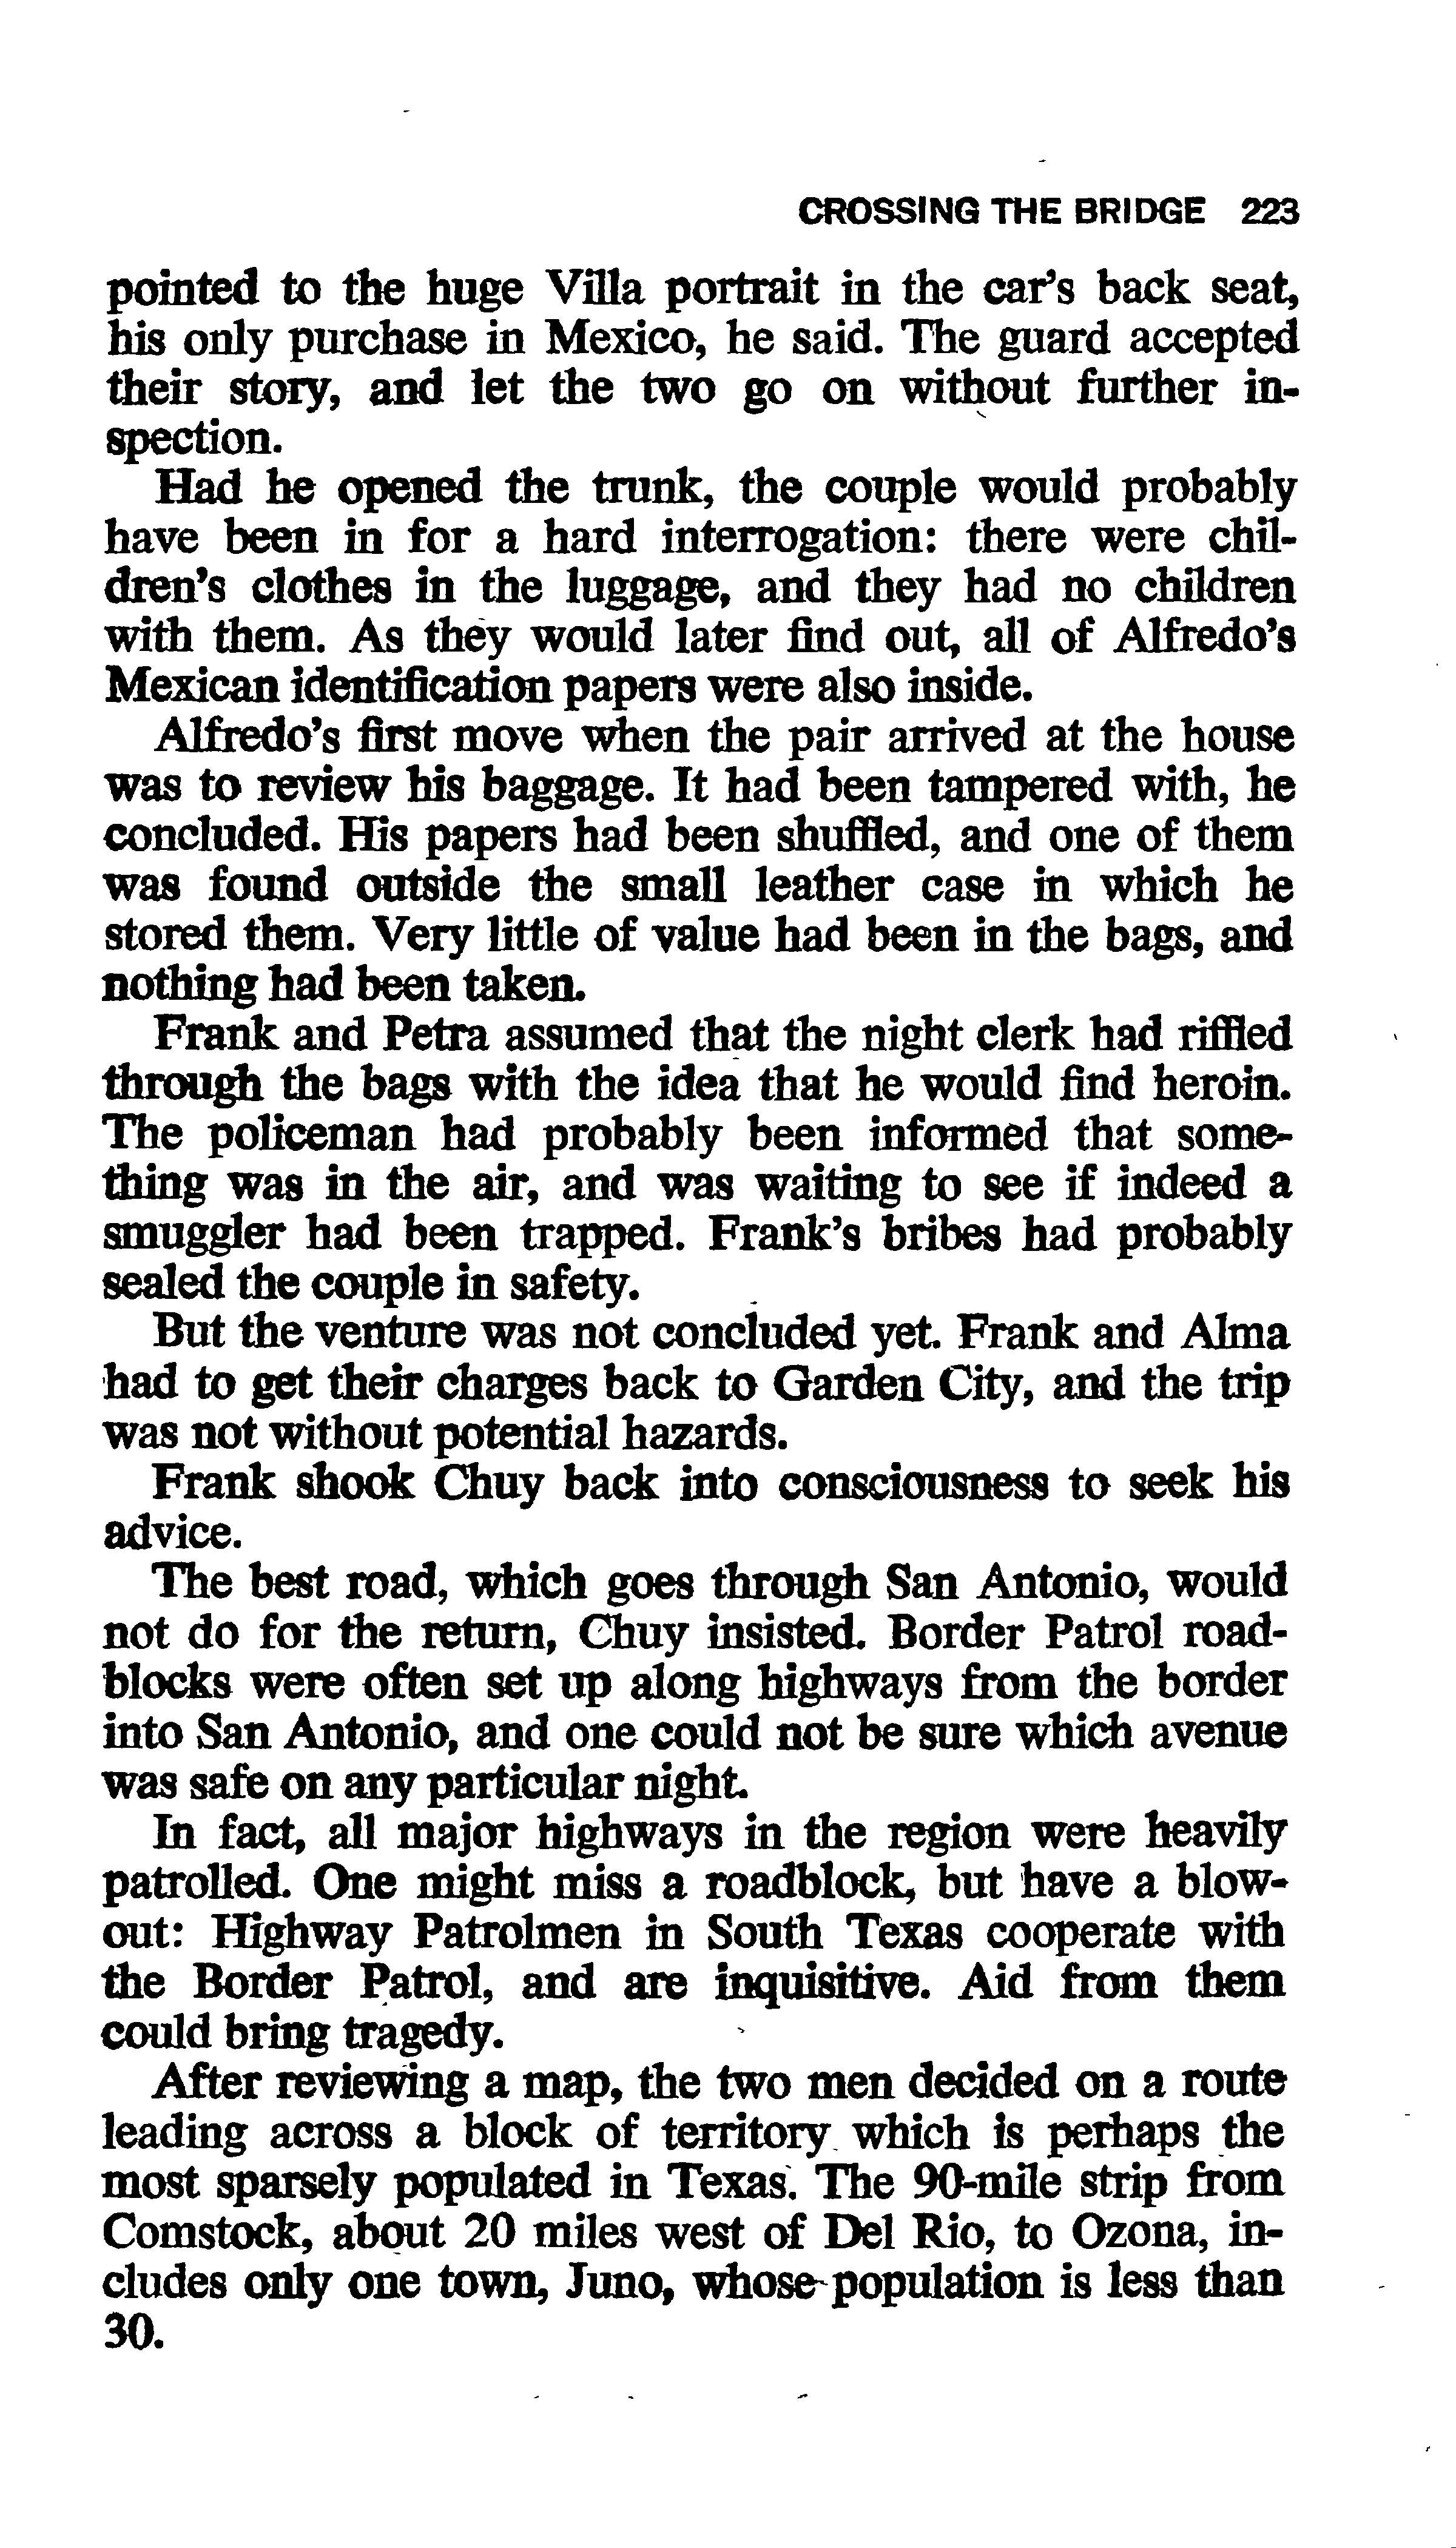 CROSSING THE BRIDGE 223
pointed to the huge Villa portrait in the car's back seat,
his only purchase in Mexico, he said. The guard accepted
their story, and let the two go on without further in-
spection.
Had he opened the trunk, the couple would probably
have been in for a hard interrogation: there were chil-
dren's clothes in the luggage, and they had no children
with them. As they would later find out, all of Alfredo's
Mexican identification papers were also inside.
Alfredo's first move when the pair arrived at the house
was to review his baggage. It had been tampered with, he
concluded. His papers had been shuffled, and one of them
was found outside the small leather case in which he
stored them. Very little of value had been in the bags, and
nothing had been taken.
Frank and Petra assumed that the night clerk had riffled
through the bags with the idea that he would find heroin.
The policeman had probably been informed that some-
thing was in the air, and was waiting to see if indeed a
smuggler had been trapped. Frank's bribes had probably
sealed the couple in safety.
But the venture was not concluded yet. Frank and Alma
had to get their charges back to Garden City, and the trip
was not without potential hazards.
Frank shook Chuy back into consciousness to seek his
advice.
The best road, which goes through San Antonio, would
not do for the return, Chuy insisted. Border Patrol road-
blocks were often set up along highways from the border
into San Antonio, and one could not be sure which avenue
was safe on any particular night.
In fact, all major highways in the region were heavily
patrolled. One might miss a roadblock, but have a blow-
out: Highway Patrolmen in South Texas cooperate with
the Border Patrol, and are inquisitive. Aid from them
could bring tragedy.
After reviewing a map, the two men decided on a route
leading across a block of territory which is perhaps the
most sparsely populated in Texas. The 90-mile strip from
Comstock, about 20 miles west of Del Rio, to Ozona, in-
cludes only one town, Juno, whose population is less than
30.